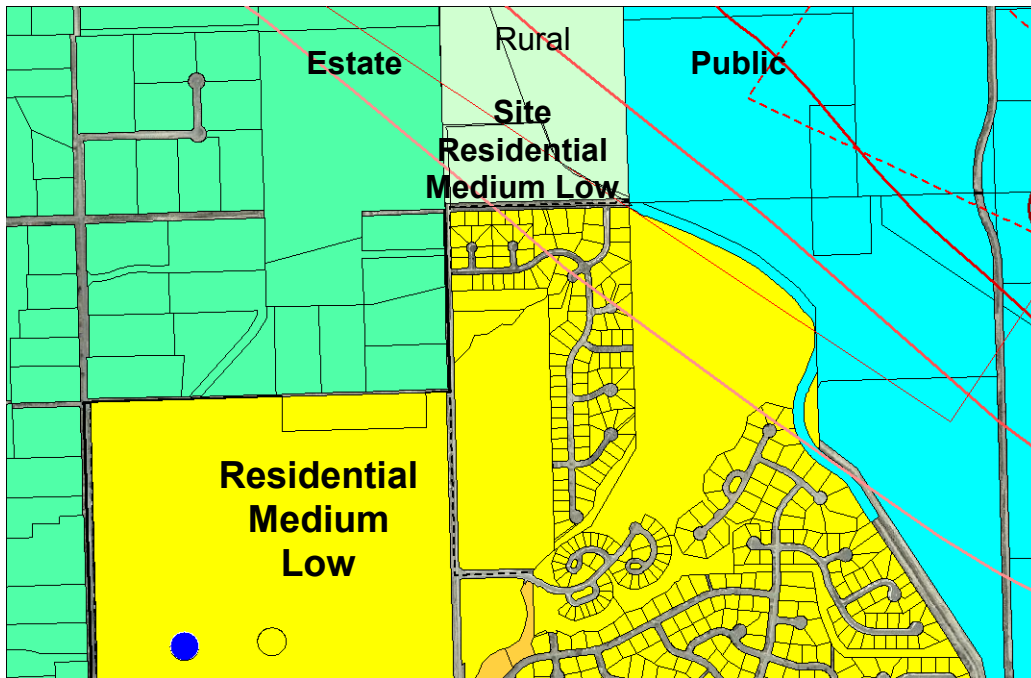 Rural
Estate
Public
Site
Residential
Medium Low
Residential
Medium
Low